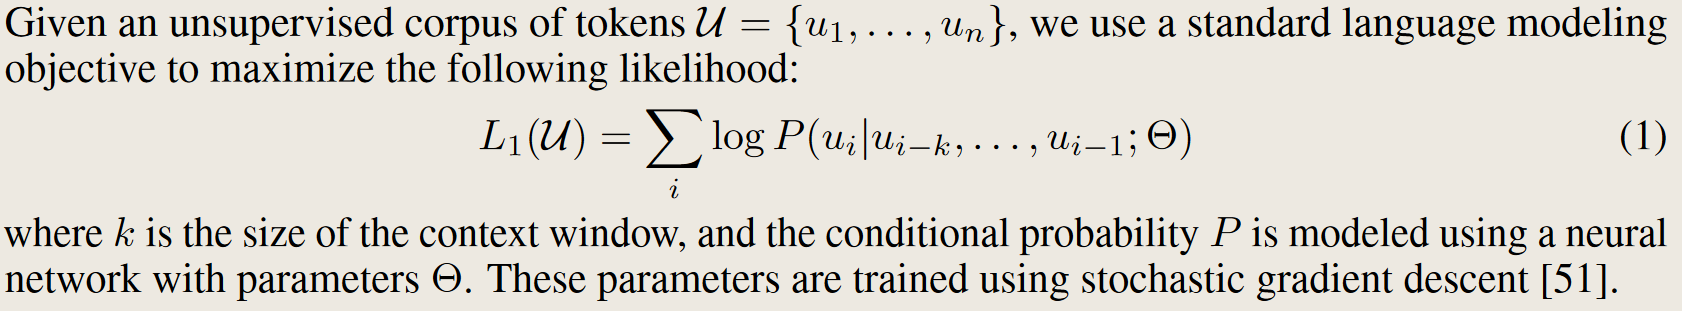 Given an unsupervised corpus of tokens 𝒰 = {u₁, . . . , uₙ}, we use a standard language modeling
objective to maximize the following likelihood:
L₁(𝒰) = ∑ᵢ log P(uᵢ|uᵢ₋ₖ, . . . , uᵢ₋₁; Θ) (1)
where k is the size of the context window, and the conditional probability P is modeled using a neural
network with parameters Θ. These parameters are trained using stochastic gradient descent [51].